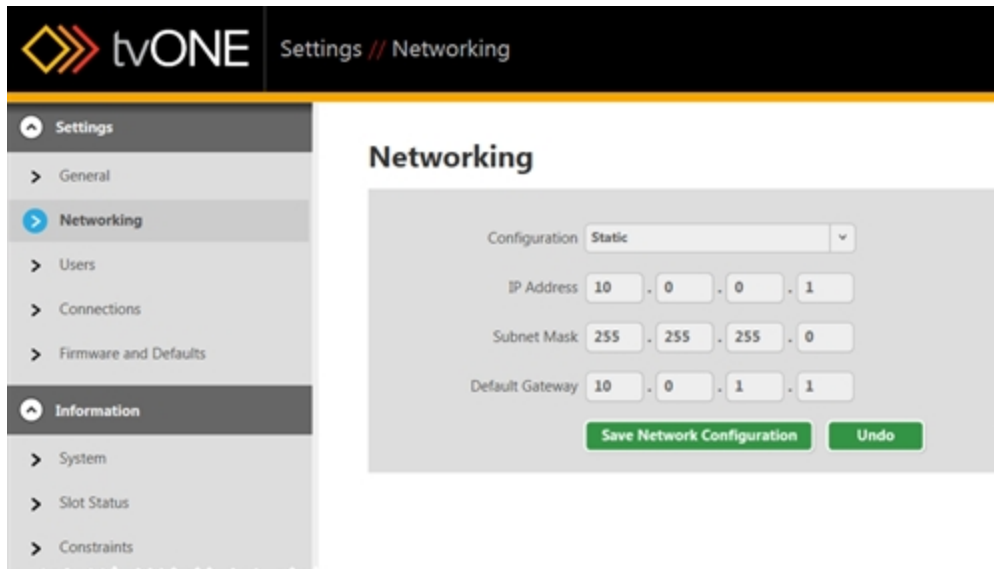 tvONE Settings // Networking
Settings
General
Networking
Users
Connections
Firmware and Defaults
Information
System
Slot Status
Constraints
Networking
Configuration Static
IP Address 10 . 0 . 0 . 1
Subnet Mask 255 . 255 . 255 . 0
Default Gateway 10 . 0 . 1 . 1
Save Network Configuration Undo